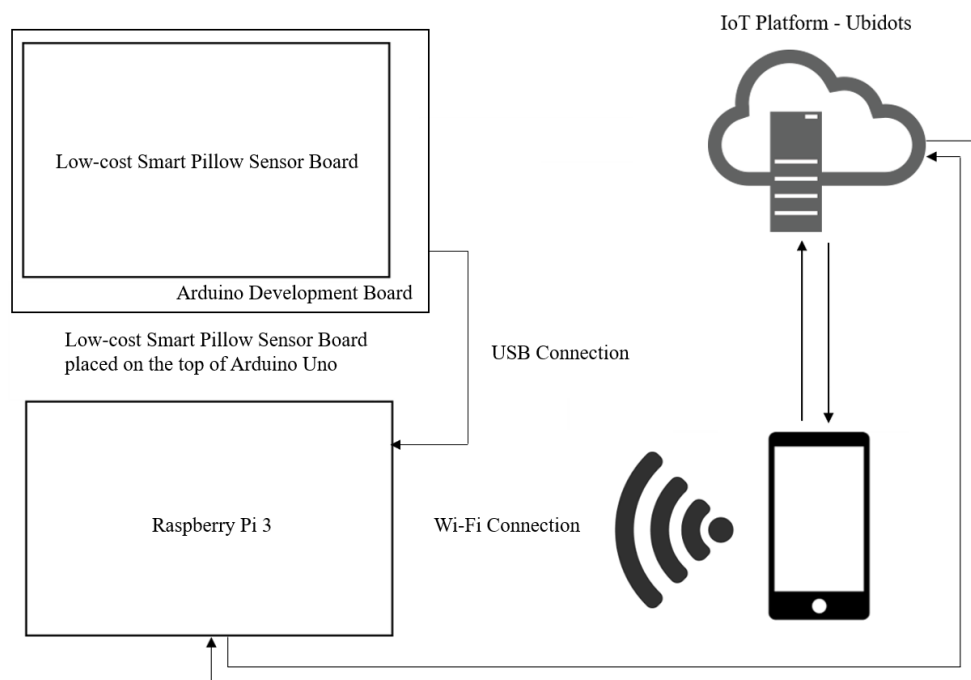 IoT Platform - Ubidots
Low-cost Smart Pillow Sensor Board
Arduino Development Board
Low-cost Smart Pillow Sensor Board
placed on the top of Arduino Uno
USB Connection
Raspberry Pi 3
Wi-Fi Connection